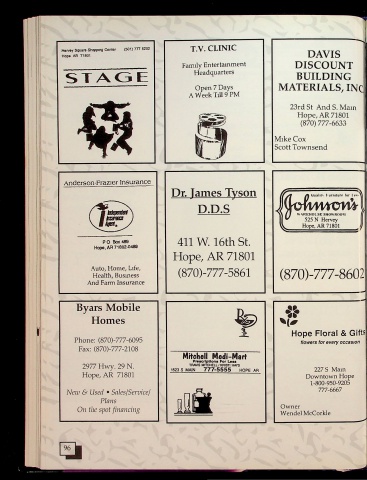 Hervey Square Shopping Center (501) 777 8202
Hope AR 71801
STAGE
T.V. CLINIC
Family Entertainment
Headquarters
Open 7 Days
A Week Till 9 PM
DAVIS
DISCOUNT
BUILDING
MATERIALS, INC
23rd St And S. Main
Hope, AR 71801
(870) 777-6633
Mike Cox
Scott Townsend
Anderson-Frazier Insurance
Independent
Insurance
Agent
P.O. Box 489
Hope, AR 71802-0489
Auto, Home, Life,
Health, Business
And Farm Insurance
Dr. James Tyson
D.D.S
411 W. 16th St.
Hope, AR 71801
(870)-777-5861
Johnson's
WAREHOUSE SHOWROOM
525 N Hervey
Hope, AR 71801
(870)-777-8602
Byars Mobile
Homes
Phone: (870)-777-6095
Fax: (870)-777-2108
2977 Hwy. 29 N.
Hope, AR 71801
New & Used • Sales/Service/
Plans
On the spot financing
Mitchell Medi-Mart
Prescriptions For Less
1623 S MAIN 777-5555 HOPE AR
Hope Floral & Gifts
flowers for every occasion
227 S Main
Downtown Hope
1-800-950-9205
777-6667
Owner
Wendel McCorkle
96